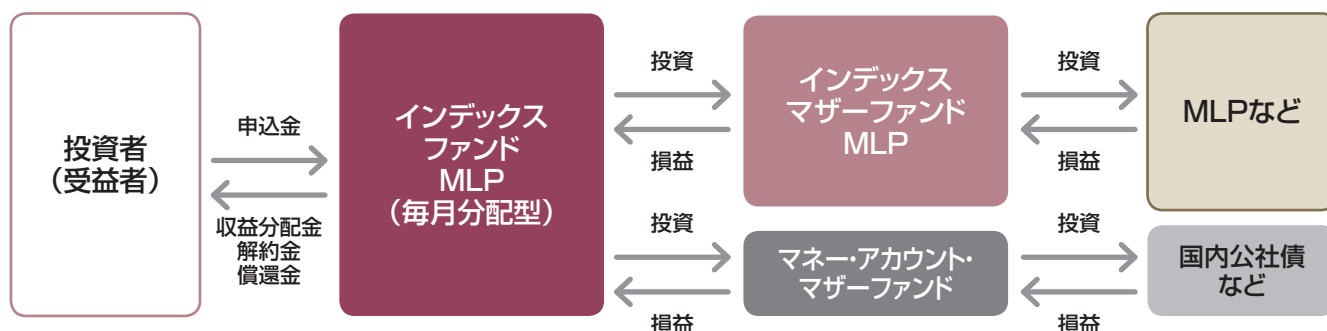 投資者
（受益者）
申込金
収益分配金
解約金
償還金
インデックス
ファンド
MLP
（毎月分配型）
投資
損益
インデックス
マザーファンド
MLP
投資
損益
MLPなど
投資
損益
マネー・アカウント・
マザーファンド
投資
損益
国内公社債
など